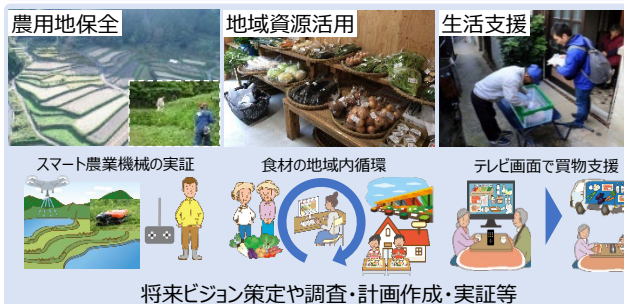 農用地保全
地域資源活用
生活支援
スマート農業機械の実証
食材の地域内循環
テレビ画面で買物支援
将来ビジョン策定や調査・計画作成・実証等